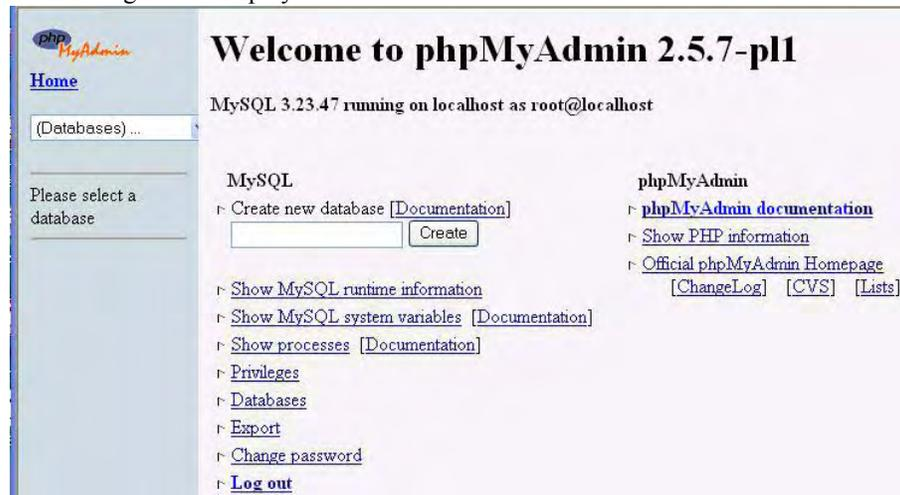 php
MyAdmin
Home
(Databases) ...
Please select a
database
Welcome to phpMyAdmin 2.5.7-pl1
MySQL 3.23.47 running on localhost as root@localhost
MySQL
Create new database [Documentation]
Create
Show MySQL runtime information
Show MySQL system variables [Documentation]
Show processes [Documentation]
Privileges
Databases
Export
Change password
Log out
phpMyAdmin
phpMyAdmin documentation
Show PHP information
Official phpMyAdmin Homepage
[ChangeLog] [CVS] [Lists]